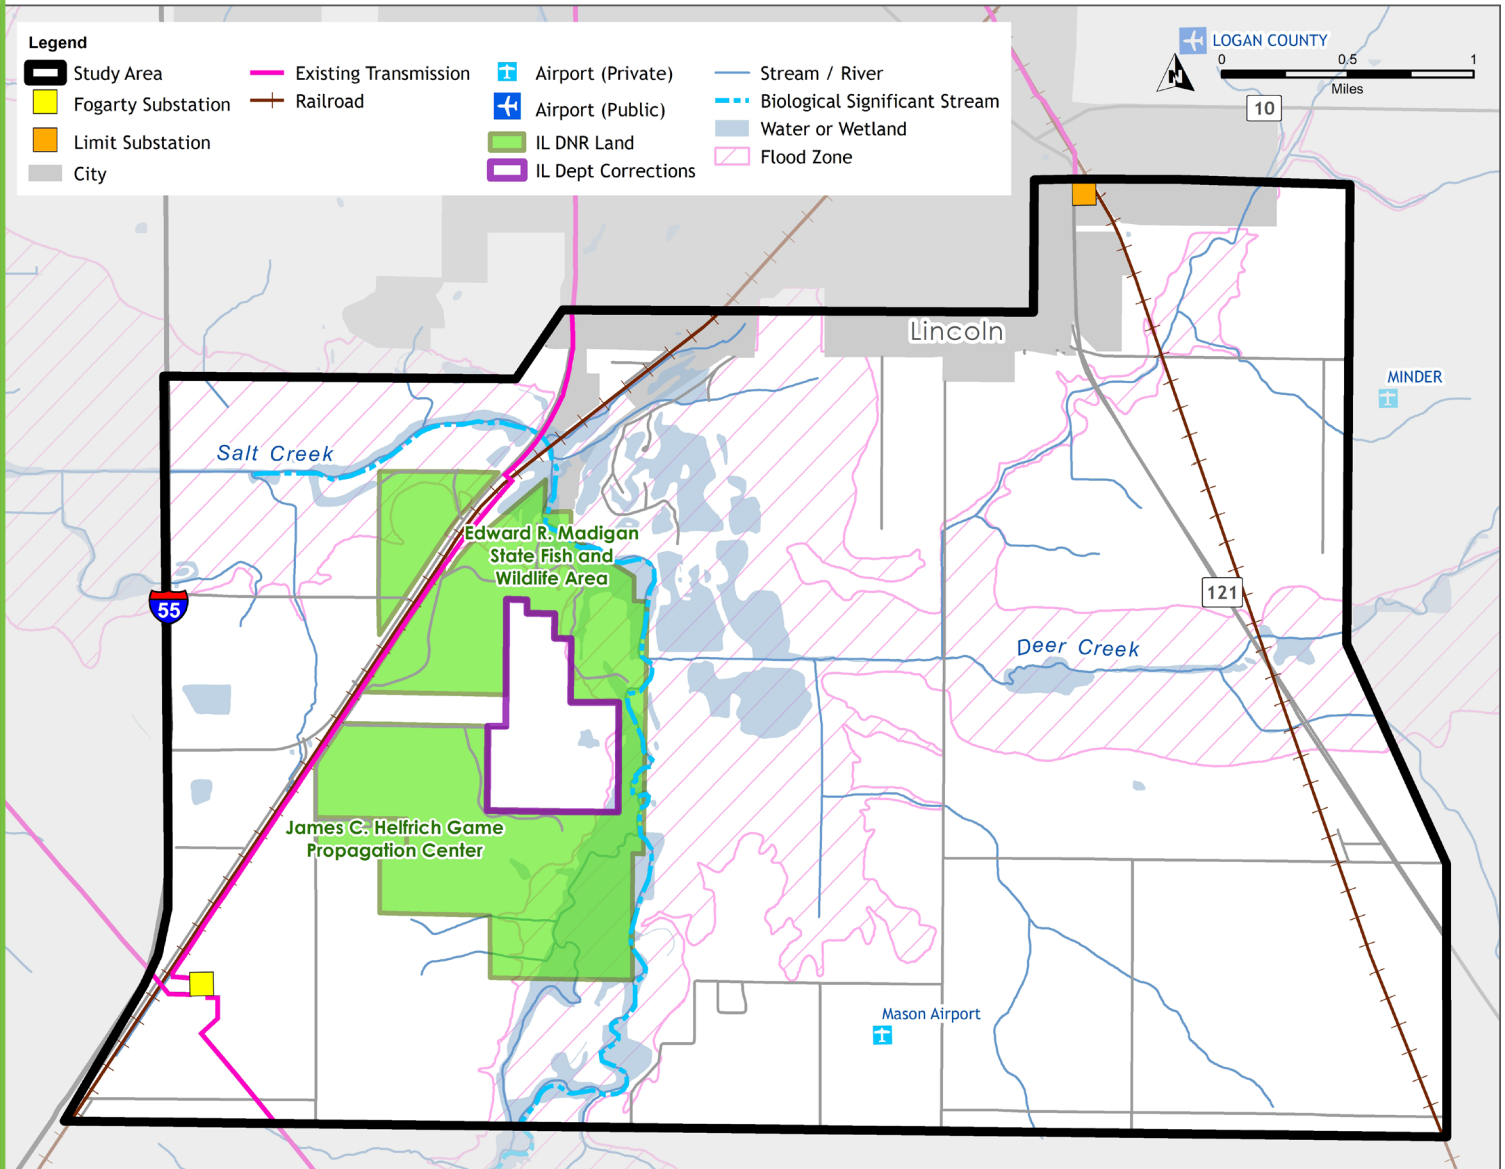 Legend
Study Area
Fogarty Substation
Limit Substation
City
Existing Transmission
Railroad
Airport (Private)
Airport (Public)
IL DNR Land
IL Dept Corrections
Stream / River
Biological Significant Stream
Water or Wetland
Flood Zone
LOGAN COUNTY
N
0 0.5 1
Miles
10
Lincoln
MINDER
Salt Creek
Edward R. Madigan
State Fish and
Wildlife Area
55
121
Deer Creek
James C. Helfrich Game
Propagation Center
Mason Airport